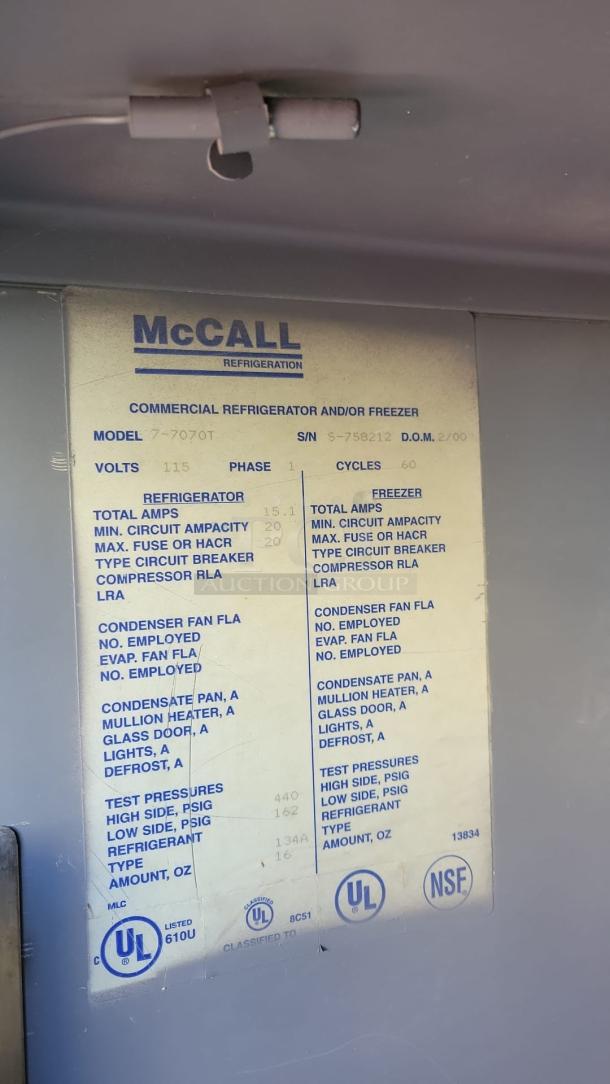 McCALL
REFRIGERATION
COMMERCIAL REFRIGERATOR AND/OR FREEZER
MODEL 7-7070T S/N S-758212 D.O.M. 2/00
VOLTS 115 PHASE 1 CYCLES 60
REFRIGERATOR
TOTAL AMPS 15.1
MIN. CIRCUIT AMPACITY 20
MAX. FUSE OR HACR 20
TYPE CIRCUIT BREAKER
COMPRESSOR RLA
LRA
CONDENSER FAN FLA
NO. EMPLOYED
EVAP. FAN FLA
NO. EMPLOYED
CONDENSATE PAN, A
MULLION HEATER, A
GLASS DOOR, A
LIGHTS, A
DEFROST, A
TEST PRESSURES
HIGH SIDE, PSIG 440
LOW SIDE, PSIG 162
REFRIGERANT
TYPE 134A
AMOUNT, OZ 16
FREEZER
TOTAL AMPS
MIN. CIRCUIT AMPACITY
MAX. FUSE OR HACR
TYPE CIRCUIT BREAKER
COMPRESSOR RLA
LRA
CONDENSER FAN FLA
NO. EMPLOYED
EVAP. FAN FLA
NO. EMPLOYED
CONDENSATE PAN, A
MULLION HEATER, A
GLASS DOOR, A
LIGHTS, A
DEFROST, A
TEST PRESSURES
HIGH SIDE, PSIG
LOW SIDE, PSIG
REFRIGERANT
TYPE
AMOUNT, OZ
13834
AUCTION GROUP
MLC
C UL ® LISTED
610U
CLASSIFIED
UL ® 8C51
CLASSIFIED TO
UL ®
NSF